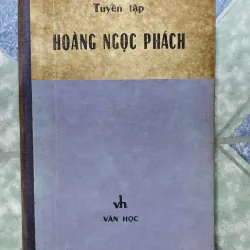 Tuyển tập
HOÀNG NGỌC PHÁCH
vh
VĂN HỌC